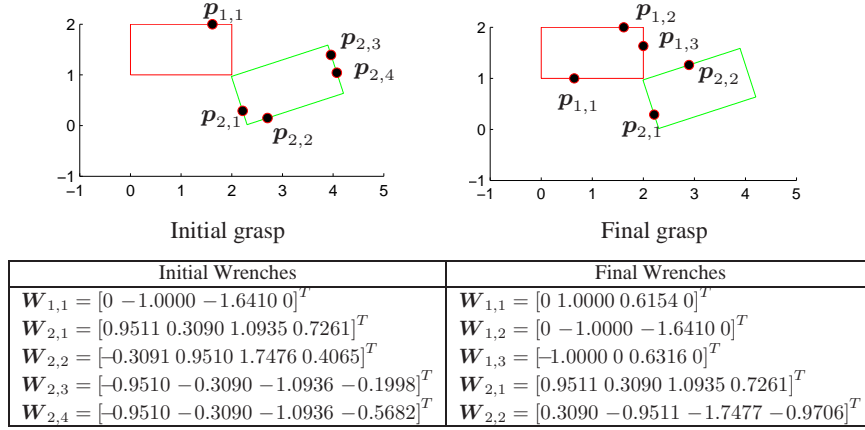 p1,1
p2,3
p2,4
p2,1
p2,2
2
1
0
−1
−1 0 1 2 3 4 5
Initial grasp
p1,2
p1,3
p2,2
p1,1
p2,1
2
1
0
−1
−1 0 1 2 3 4 5
Final grasp
Initial Wrenches
Final Wrenches
W1,1 = [0 −1.0000 −1.6410 0]^T
W1,1 = [0 1.0000 0.6154 0]^T
W2,1 = [0.9511 0.3090 1.0935 0.7261]^T
W1,2 = [0 −1.0000 −1.6410 0]^T
W2,2 = [−0.3091 0.9510 1.7476 0.4065]^T
W1,3 = [−1.0000 0 0.6316 0]^T
W2,3 = [−0.9510 −0.3090 −1.0936 −0.1998]^T
W2,1 = [0.9511 0.3090 1.0935 0.7261]^T
W2,4 = [−0.9510 −0.3090 −1.0936 −0.5682]^T
W2,2 = [0.3090 −0.9511 −1.7477 −0.9706]^T